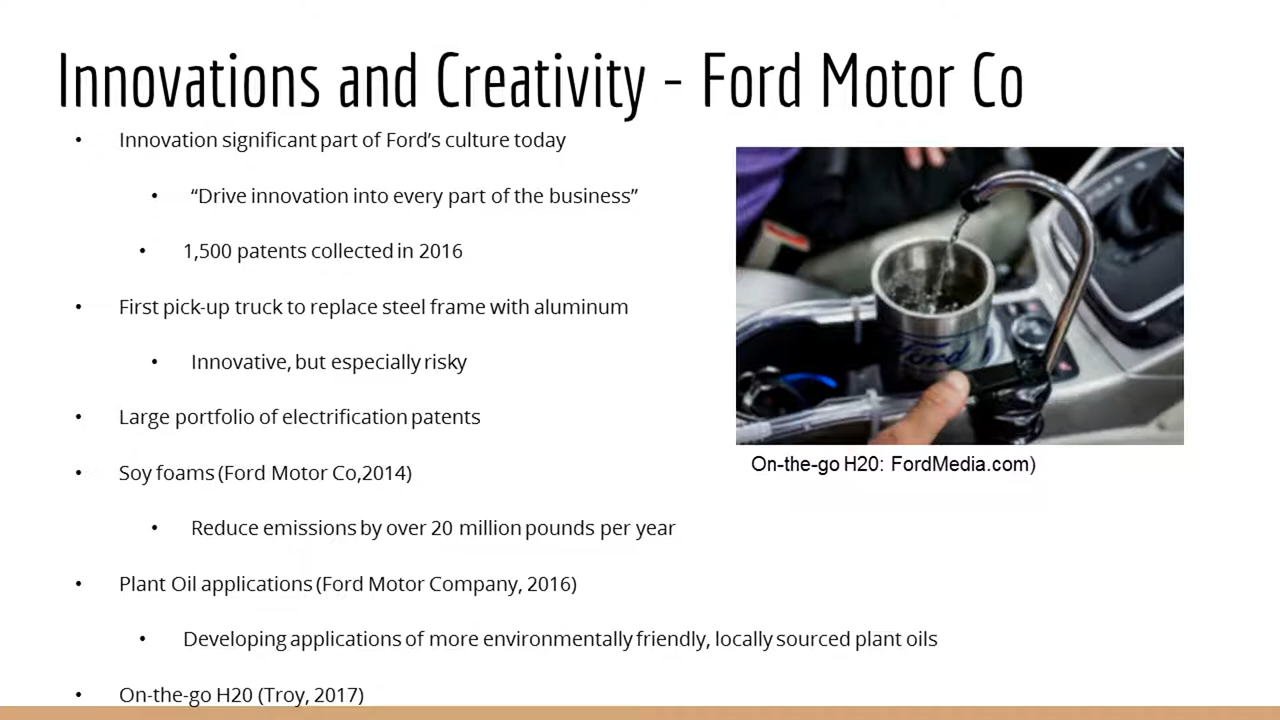 Innovations and Creativity - Ford Motor Co
• Innovation significant part of Ford’s culture today
• “Drive innovation into every part of the business”
• 1,500 patents collected in 2016
• First pick-up truck to replace steel frame with aluminum
• Innovative, but especially risky
• Large portfolio of electrification patents
• Soy foams (Ford Motor Co,2014)
• Reduce emissions by over 20 million pounds per year
• Plant Oil applications (Ford Motor Company, 2016)
• Developing applications of more environmentally friendly, locally sourced plant oils
• On-the-go H20 (Troy, 2017)
Ford
On-the-go H20: FordMedia.com)